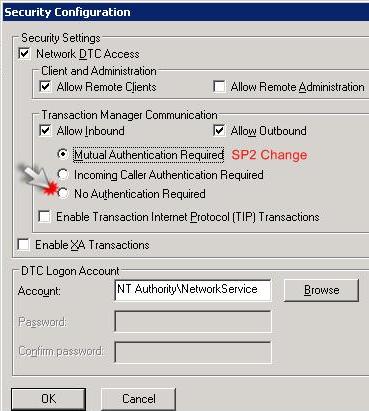 Security Configuration
Security Settings
Network DTC Access
Client and Administration
Allow Remote Clients
Allow Remote Administration
Transaction Manager Communication
Allow Inbound
Allow Outbound
Mutual Authentication Required SP2 Change
Incoming Caller Authentication Required
No Authentication Required
Enable Transaction Internet Protocol (TIP) Transactions
Enable XA Transactions
DTC Logon Account
Account: NT Authority\NetworkService Browse
Password:
Confirm password:
OK Cancel